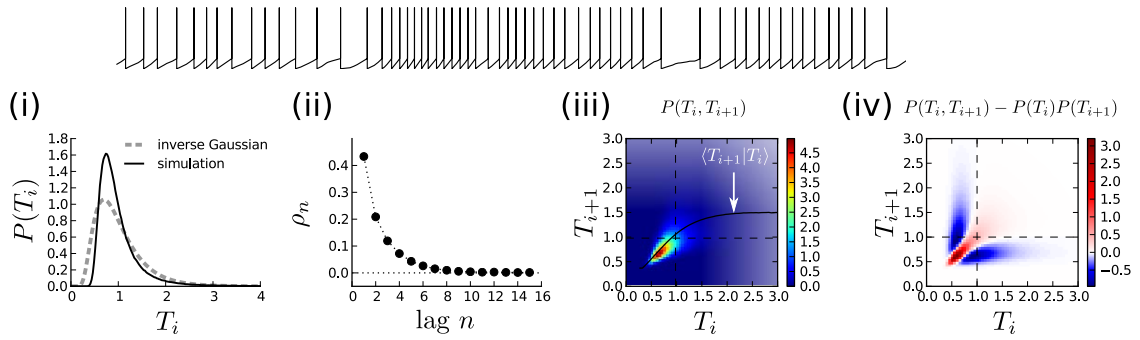 (i)
(ii)
(iii)
(iv)
P(T_i, T_{i+1})
P(T_i, T_{i+1}) − P(T_i)P(T_{i+1})
inverse Gaussian
simulation
P(T_i)
1.8
1.6
1.4
1.2
1.0
0.8
0.6
0.4
0.2
0.0
0 1 2 3 4
T_i
ρ_n
0.4
0.3
0.2
0.1
0.0
0 2 4 6 8 10 12 14 16
lag n
T_{i+1}
3.0
2.5
2.0
1.5
1.0
0.5
0.0
0.0 0.5 1.0 1.5 2.0 2.5 3.0
T_i
⟨T_{i+1}|T_i⟩
4.5
4.0
3.5
3.0
2.5
2.0
1.5
1.0
0.5
0.0
T_{i+1}
3.0
2.5
2.0
1.5
1.0
0.5
0.0
0.0 0.5 1.0 1.5 2.0 2.5 3.0
T_i
3.0
2.5
2.0
1.5
1.0
0.5
0.0
−0.5